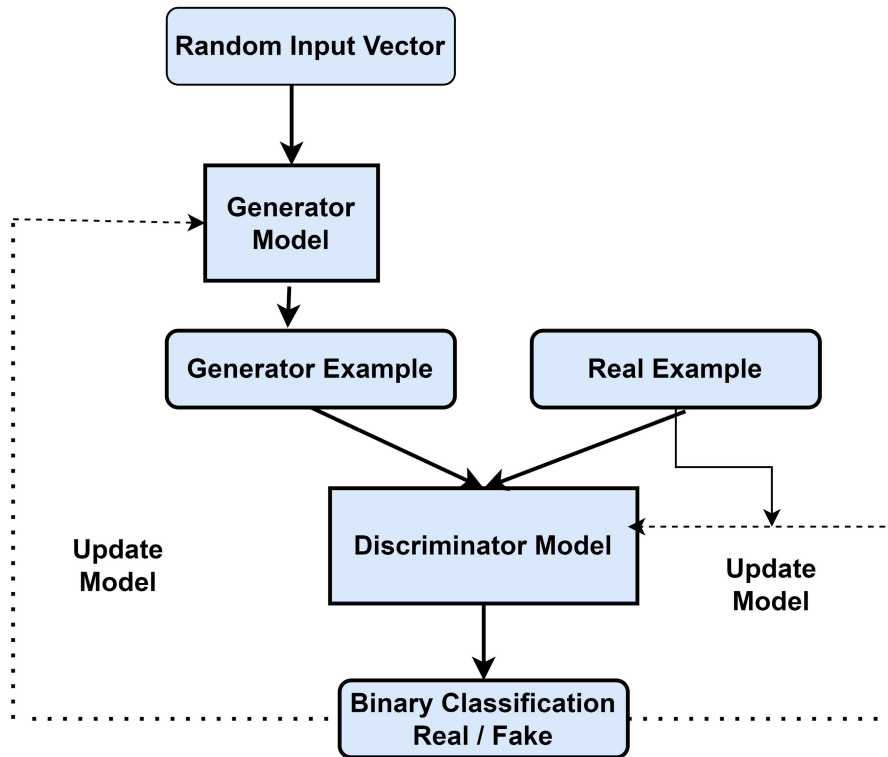 Random Input Vector
Generator
Model
Generator Example
Real Example
Discriminator Model
Update
Model
Update
Model
Binary Classification
Real / Fake